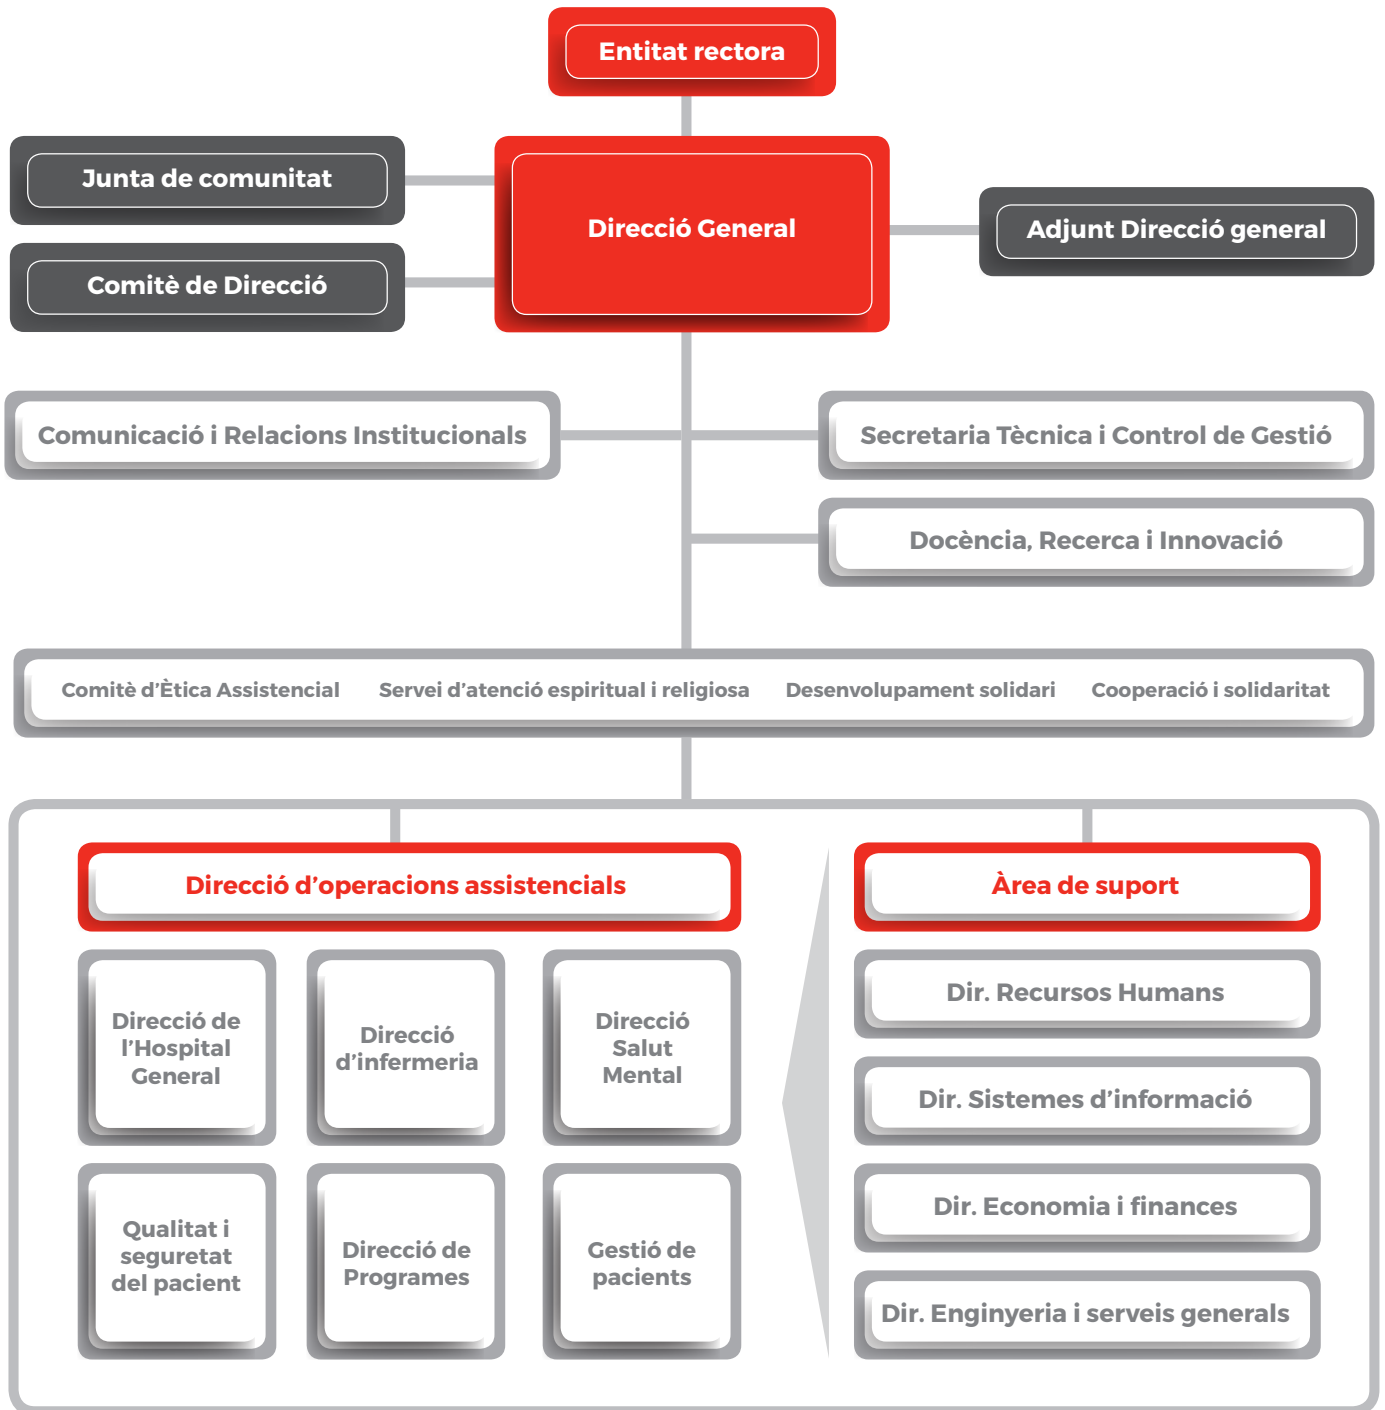 Entitat rectora
Junta de comunitat
Comitè de Direcció
Direcció General
Adjunt Direcció general
Comunicació i Relacions Institucionals
Secretaria Tècnica i Control de Gestió
Docència, Recerca i Innovació
Comitè d’Ètica Assistencial Servei d’atenció espiritual i religiosa Desenvolupament solidari Cooperació i solidaritat
Direcció d’operacions assistencials
Direcció de
l’Hospital
General
Direcció
d’infermeria
Direcció
Salut
Mental
Qualitat i
seguretat
del pacient
Direcció de
Programes
Gestió de
pacients
Àrea de suport
Dir. Recursos Humans
Dir. Sistemes d’informació
Dir. Economia i finances
Dir. Enginyeria i serveis generals